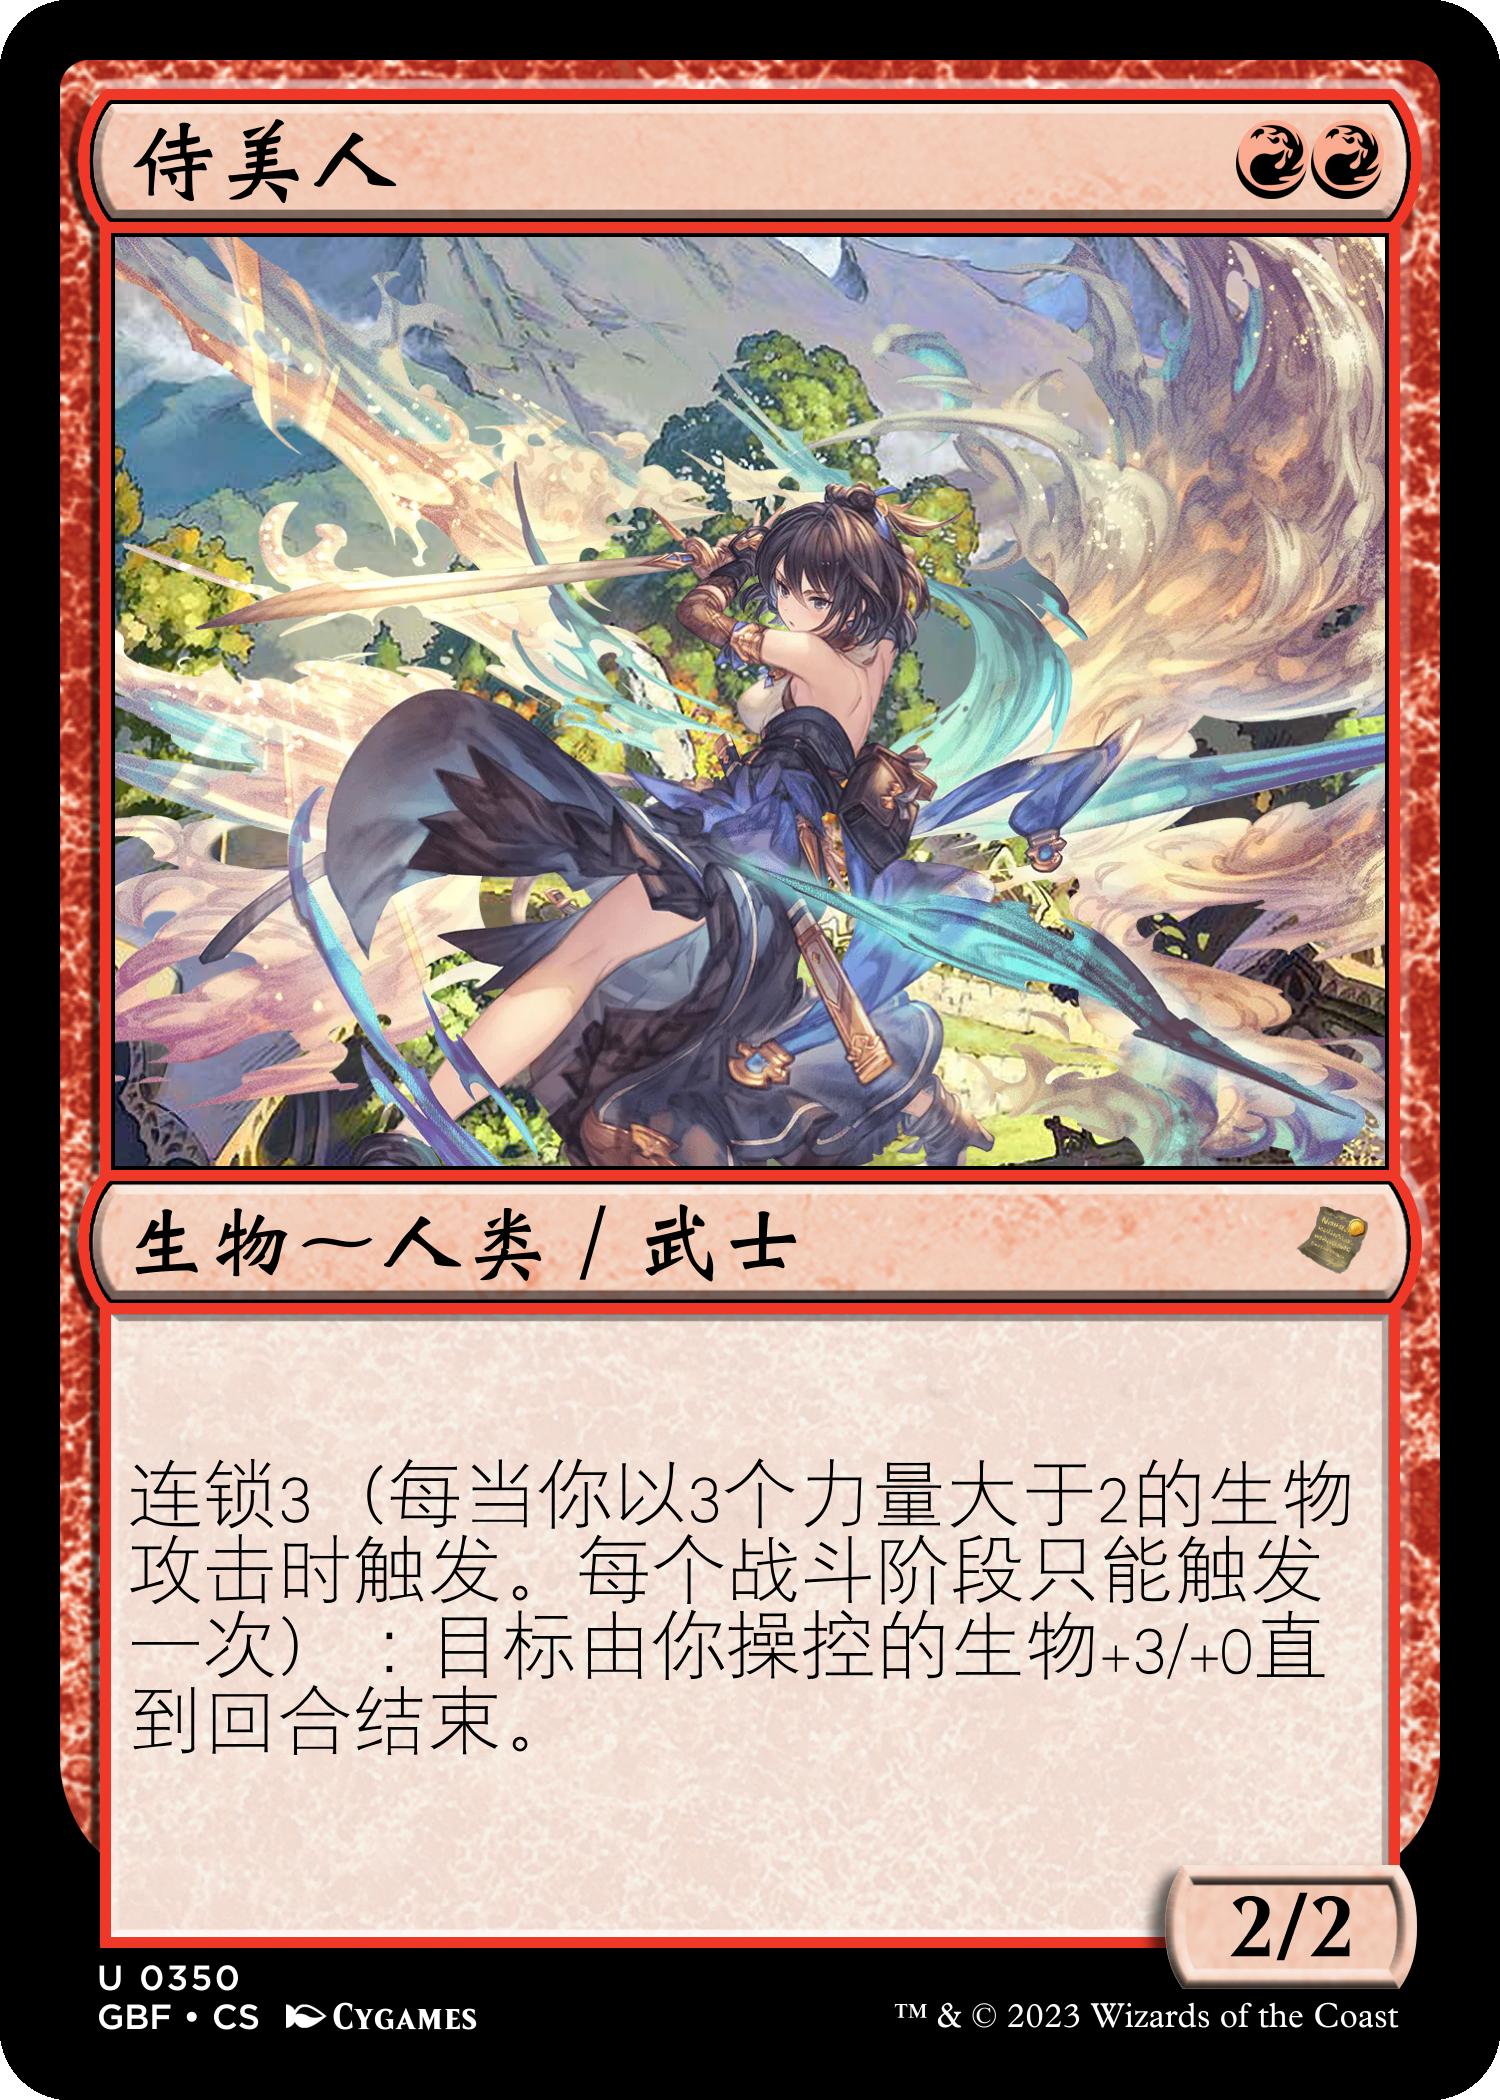 侍美人
生物～人类 / 武士
连锁3（每当你以3个力量大于2的生物
攻击时触发。每个战斗阶段只能触发
一次）：目标由你操控的生物+3/+0直
到回合结束。
2/2
U 0350
GBF • CS CYGAMES
™ & © 2023 Wizards of the Coast